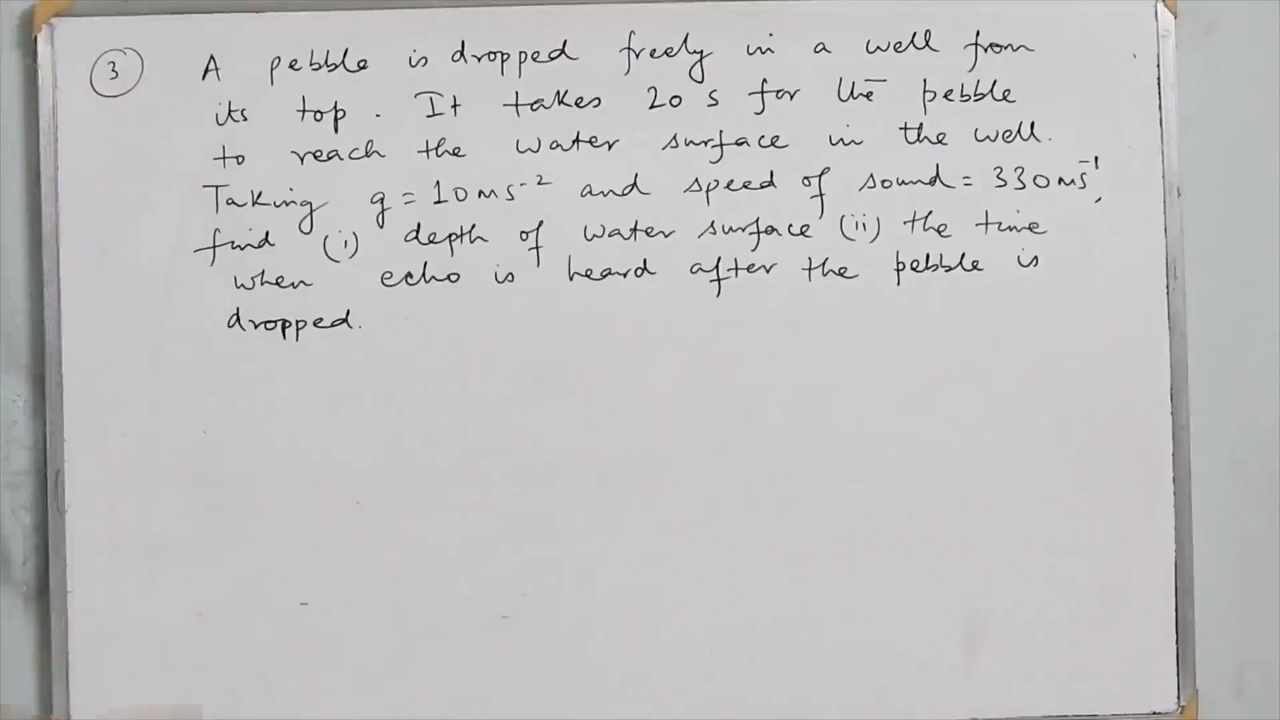 3 A pebble is dropped freely in a well from
its top. It takes 20 s for the pebble
to reach the water surface in the well.
Taking g = 10 ms⁻² and speed of sound = 330 ms⁻¹,
find (i) depth of water surface (ii) the time
when echo is heard after the pebble is
dropped.